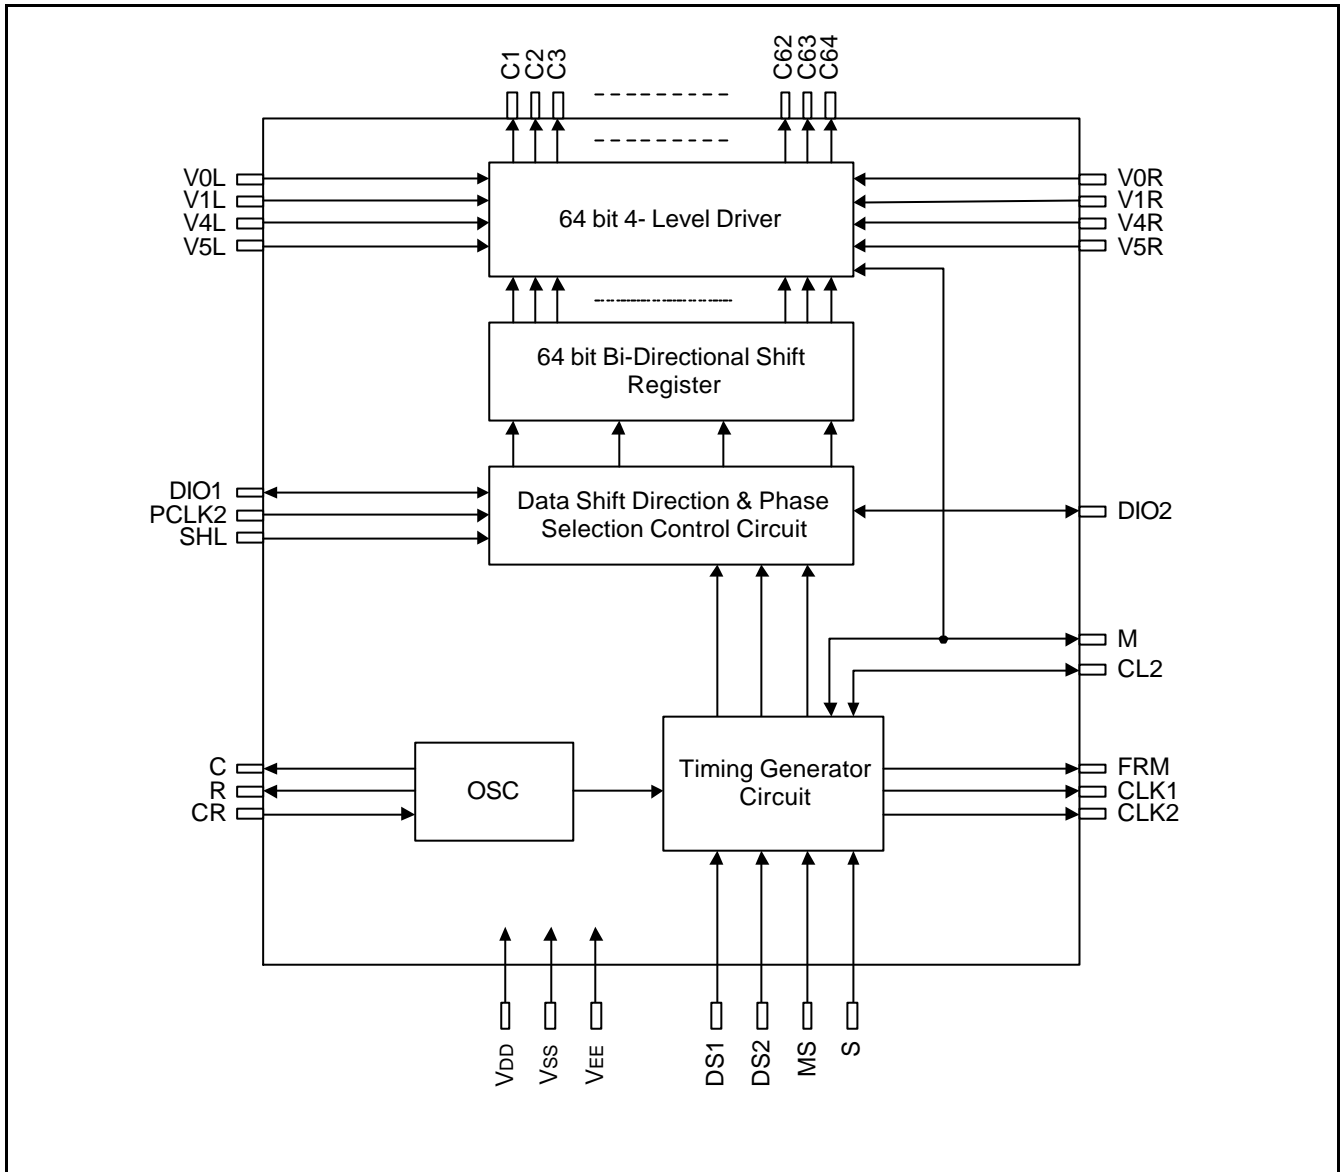 C1
C2
C3
C62
C63
C64
V0L
V1L
V4L
V5L
64 bit 4- Level Driver
V0R
V1R
V4R
V5R
64 bit Bi-Directional Shift
Register
DIO1
PCLK2
SHL
Data Shift Direction & Phase
Selection Control Circuit
DIO2
M
CL2
C
R
CR
OSC
Timing Generator
Circuit
FRM
CLK1
CLK2
VDD
VSS
VEE
DS1
DS2
MS
S